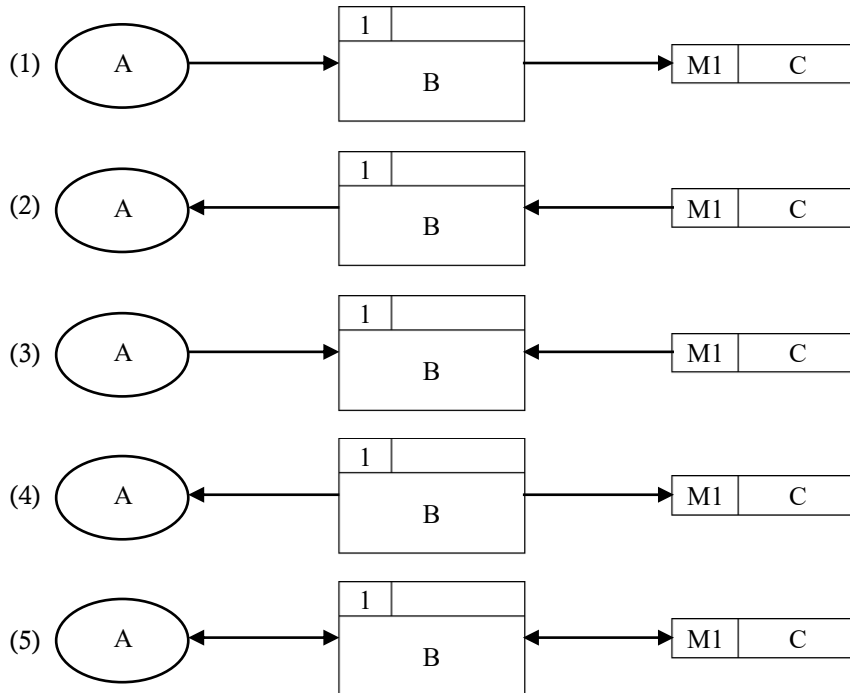 1
(1) A B M1 C
1
(2) A B M1 C
1
(3) A B M1 C
1
(4) A B M1 C
1
(5) A B M1 C